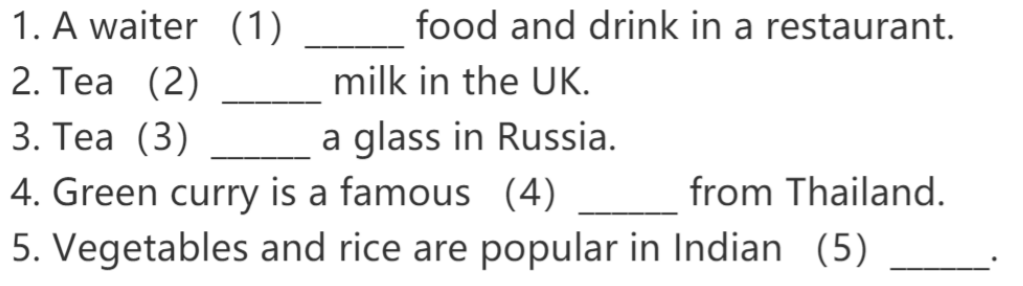 1. A waiter （1）______ food and drink in a restaurant.
2. Tea （2）______ milk in the UK.
3. Tea （3）______ a glass in Russia.
4. Green curry is a famous （4）______ from Thailand.
5. Vegetables and rice are popular in Indian （5）______.